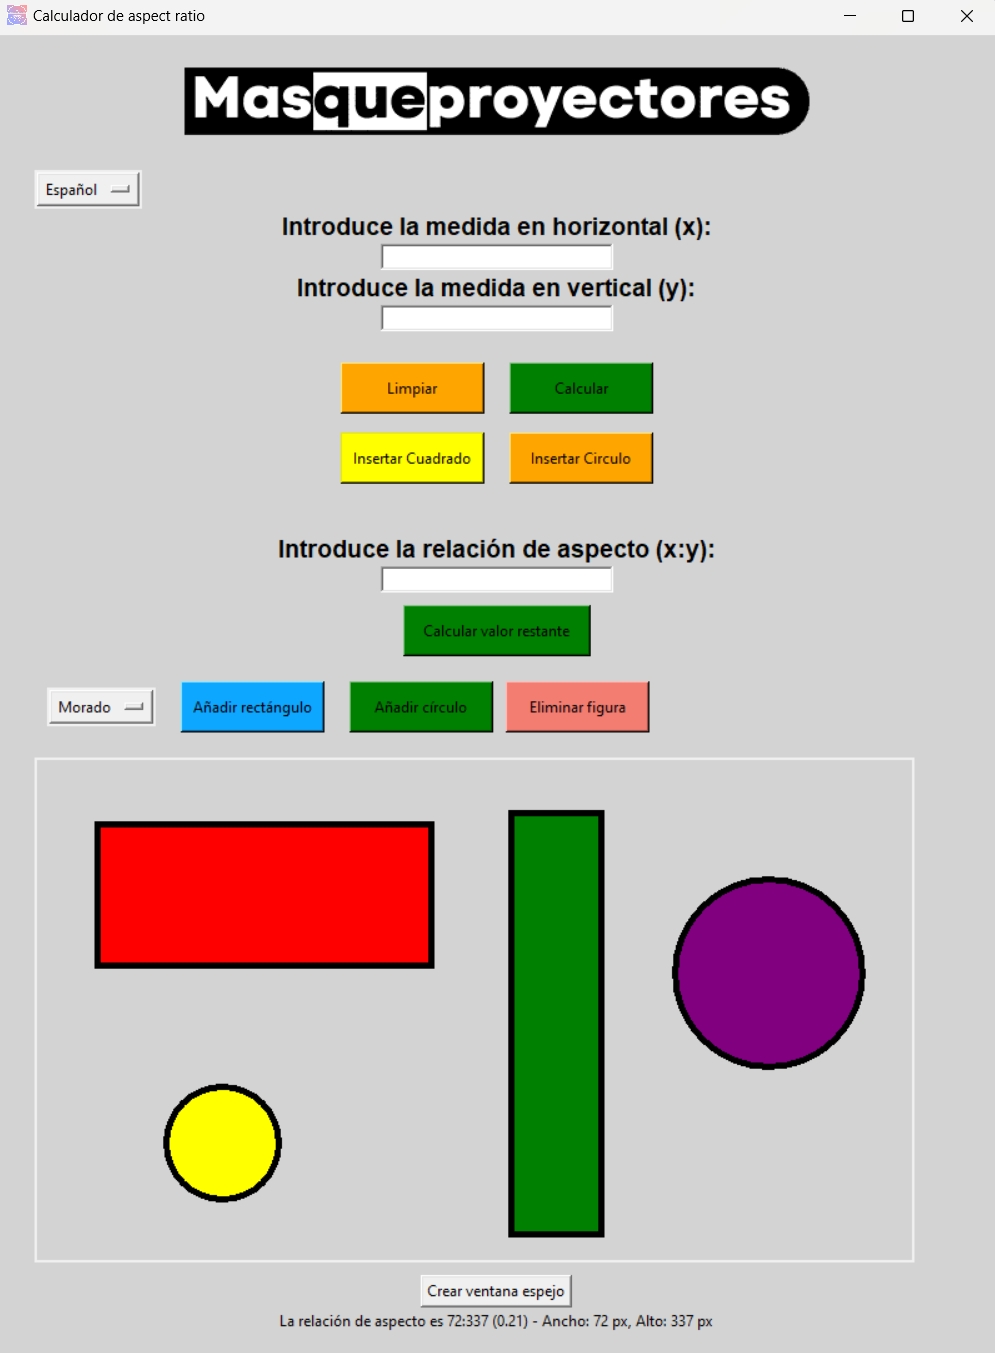 Calculador de aspect ratio
Masqueproyectores
Español
Introduce la medida en horizontal (x):
Introduce la medida en vertical (y):
Limpiar
Calcular
Insertar Cuadrado
Insertar Circulo
Introduce la relación de aspecto (x:y):
Calcular valor restante
Morado
Añadir rectángulo
Añadir círculo
Eliminar figura
Crear ventana espejo
La relación de aspecto es 72:337 (0.21) - Ancho: 72 px, Alto: 337 px